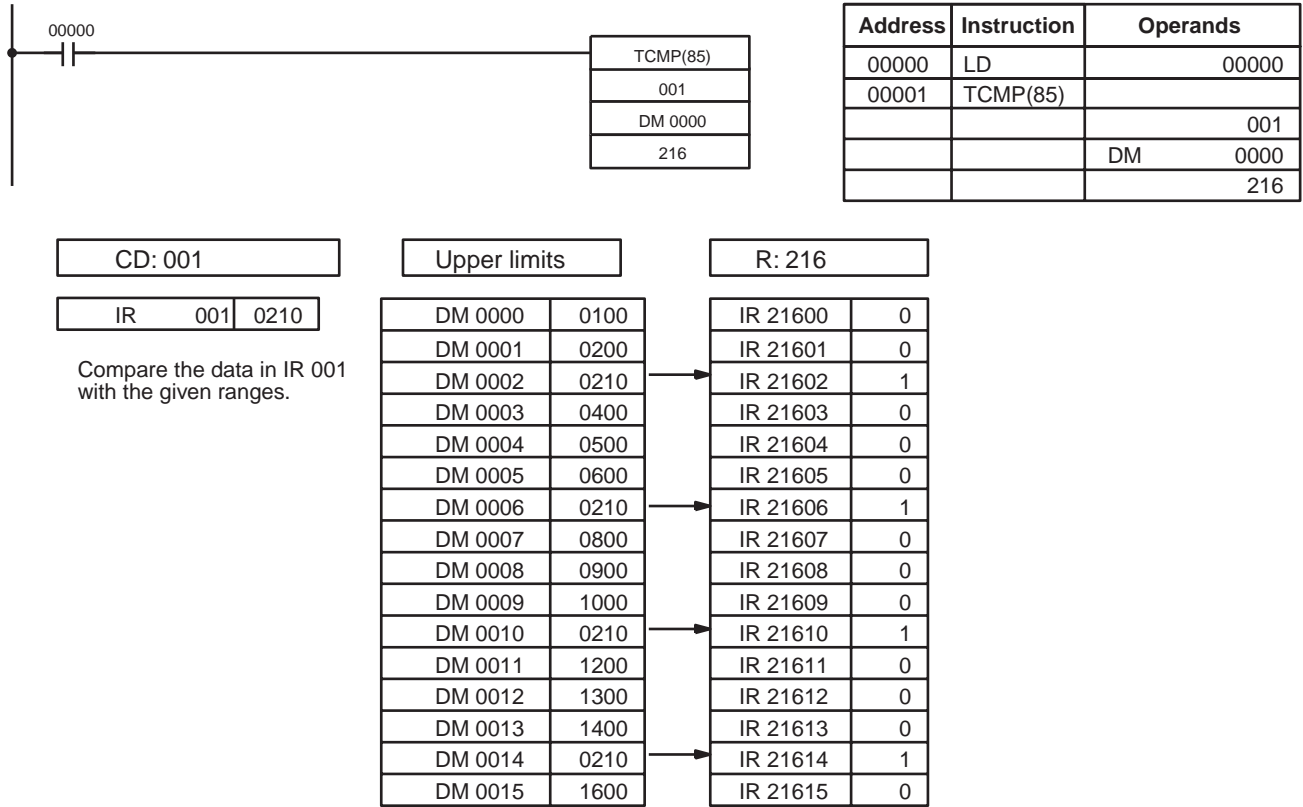 00000
TCMP(85)
001
DM 0000
216
Address Instruction Operands
00000 LD 00000
00001 TCMP(85)
001
DM 0000
216
CD: 001
IR 001 0210
Compare the data in IR 001
with the given ranges.
Upper limits
R: 216
DM 0000 0100 IR 21600 0
DM 0001 0200 IR 21601 0
DM 0002 0210 IR 21602 1
DM 0003 0400 IR 21603 0
DM 0004 0500 IR 21604 0
DM 0005 0600 IR 21605 0
DM 0006 0210 IR 21606 1
DM 0007 0800 IR 21607 0
DM 0008 0900 IR 21608 0
DM 0009 1000 IR 21609 0
DM 0010 0210 IR 21610 1
DM 0011 1200 IR 21611 0
DM 0012 1300 IR 21612 0
DM 0013 1400 IR 21613 0
DM 0014 0210 IR 21614 1
DM 0015 1600 IR 21615 0